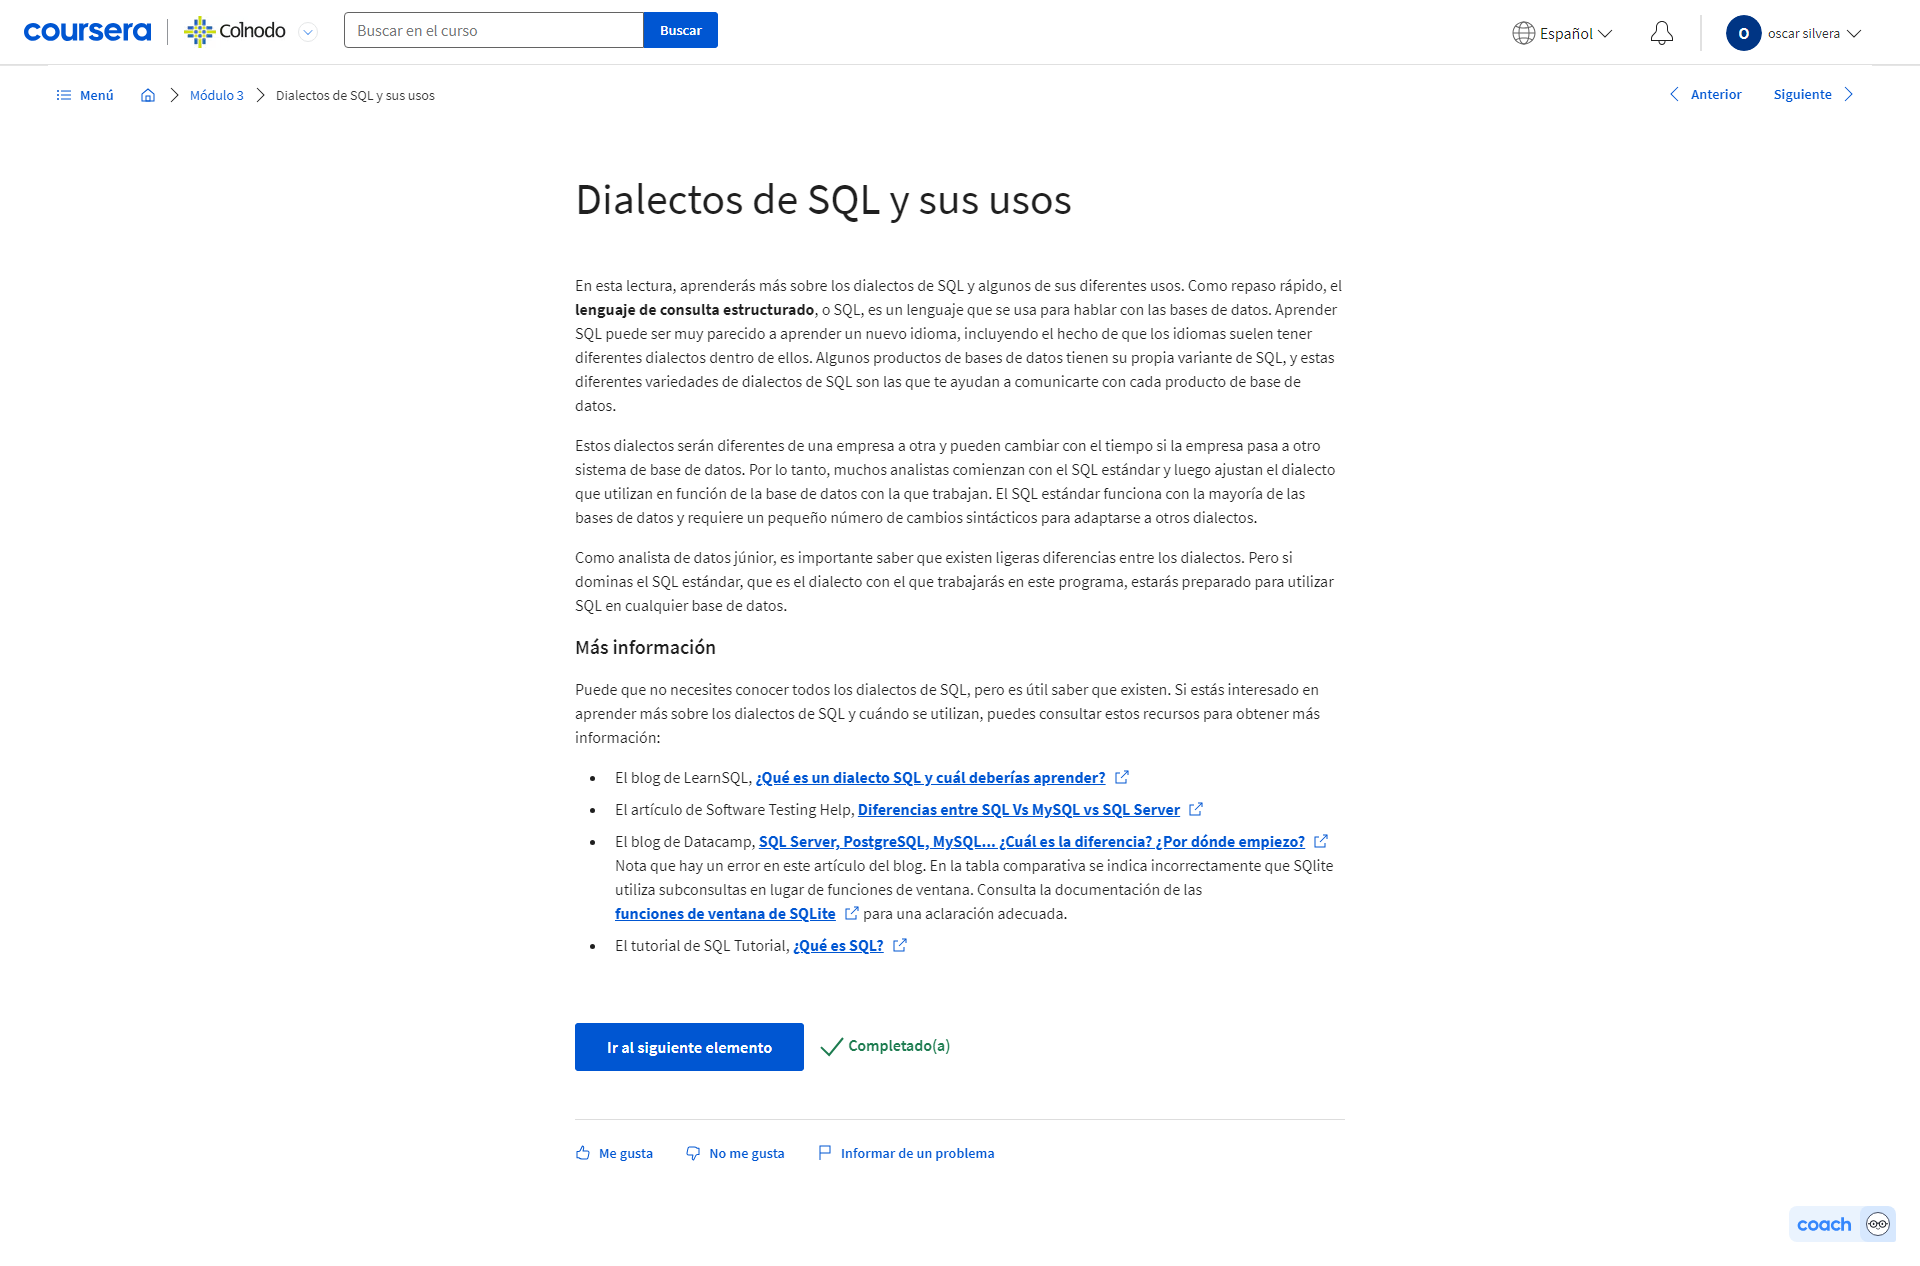 coursera
Colnodo
Buscar en el curso
Buscar
Español
O
oscar silvera
Menú
Módulo 3
Dialectos de SQL y sus usos
Anterior
Siguiente
Dialectos de SQL y sus usos
En esta lectura, aprenderás más sobre los dialectos de SQL y algunos de sus diferentes usos. Como repaso rápido, el
lenguaje de consulta estructurado, o SQL, es un lenguaje que se usa para hablar con las bases de datos. Aprender
SQL puede ser muy parecido a aprender un nuevo idioma, incluyendo el hecho de que los idiomas suelen tener
diferentes dialectos dentro de ellos. Algunos productos de bases de datos tienen su propia variante de SQL, y estas
diferentes variedades de dialectos de SQL son las que te ayudan a comunicarte con cada producto de base de
datos.
Estos dialectos serán diferentes de una empresa a otra y pueden cambiar con el tiempo si la empresa pasa a otro
sistema de base de datos. Por lo tanto, muchos analistas comienzan con el SQL estándar y luego ajustan el dialecto
que utilizan en función de la base de datos con la que trabajan. El SQL estándar funciona con la mayoría de las
bases de datos y requiere un pequeño número de cambios sintácticos para adaptarse a otros dialectos.
Como analista de datos júnior, es importante saber que existen ligeras diferencias entre los dialectos. Pero si
dominas el SQL estándar, que es el dialecto con el que trabajarás en este programa, estarás preparado para utilizar
SQL en cualquier base de datos.
Más información
Puede que no necesites conocer todos los dialectos de SQL, pero es útil saber que existen. Si estás interesado en
aprender más sobre los dialectos de SQL y cuándo se utilizan, puedes consultar estos recursos para obtener más
información:
• El blog de LearnSQL, ¿Qué es un dialecto SQL y cuál deberías aprender?
• El artículo de Software Testing Help, Diferencias entre SQL Vs MySQL vs SQL Server
• El blog de Datacamp, SQL Server, PostgreSQL, MySQL... ¿Cuál es la diferencia? ¿Por dónde empiezo?
Nota que hay un error en este artículo del blog. En la tabla comparativa se indica incorrectamente que SQlite
utiliza subconsultas en lugar de funciones de ventana. Consulta la documentación de las
funciones de ventana de SQLite para una aclaración adecuada.
• El tutorial de SQL Tutorial, ¿Qué es SQL?
Ir al siguiente elemento
Completado(a)
Me gusta
No me gusta
Informar de un problema
coach